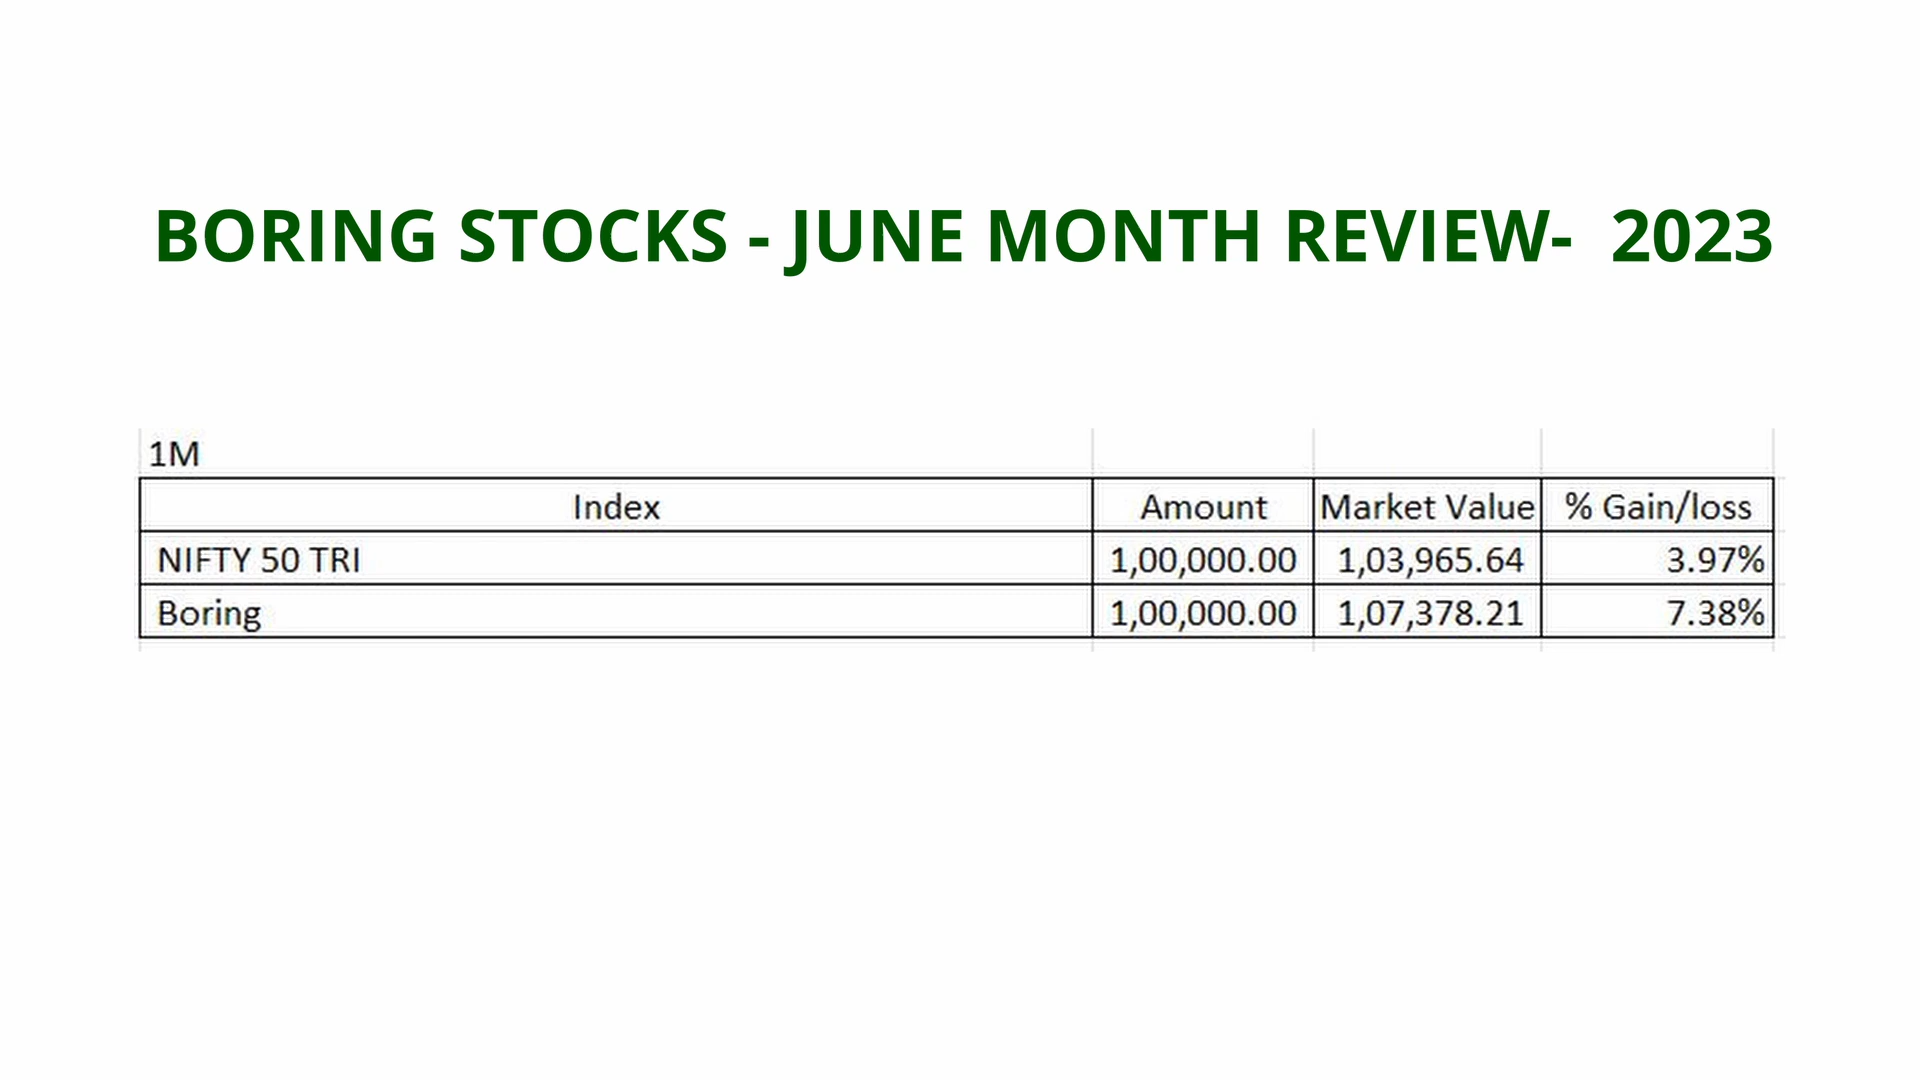 BORING STOCKS - JUNE MONTH REVIEW-  2023
1M
Index Amount Market Value % Gain/loss
NIFTY 50 TRI 1,00,000.00 1,03,965.64 3.97%
Boring 1,00,000.00 1,07,378.21 7.38%